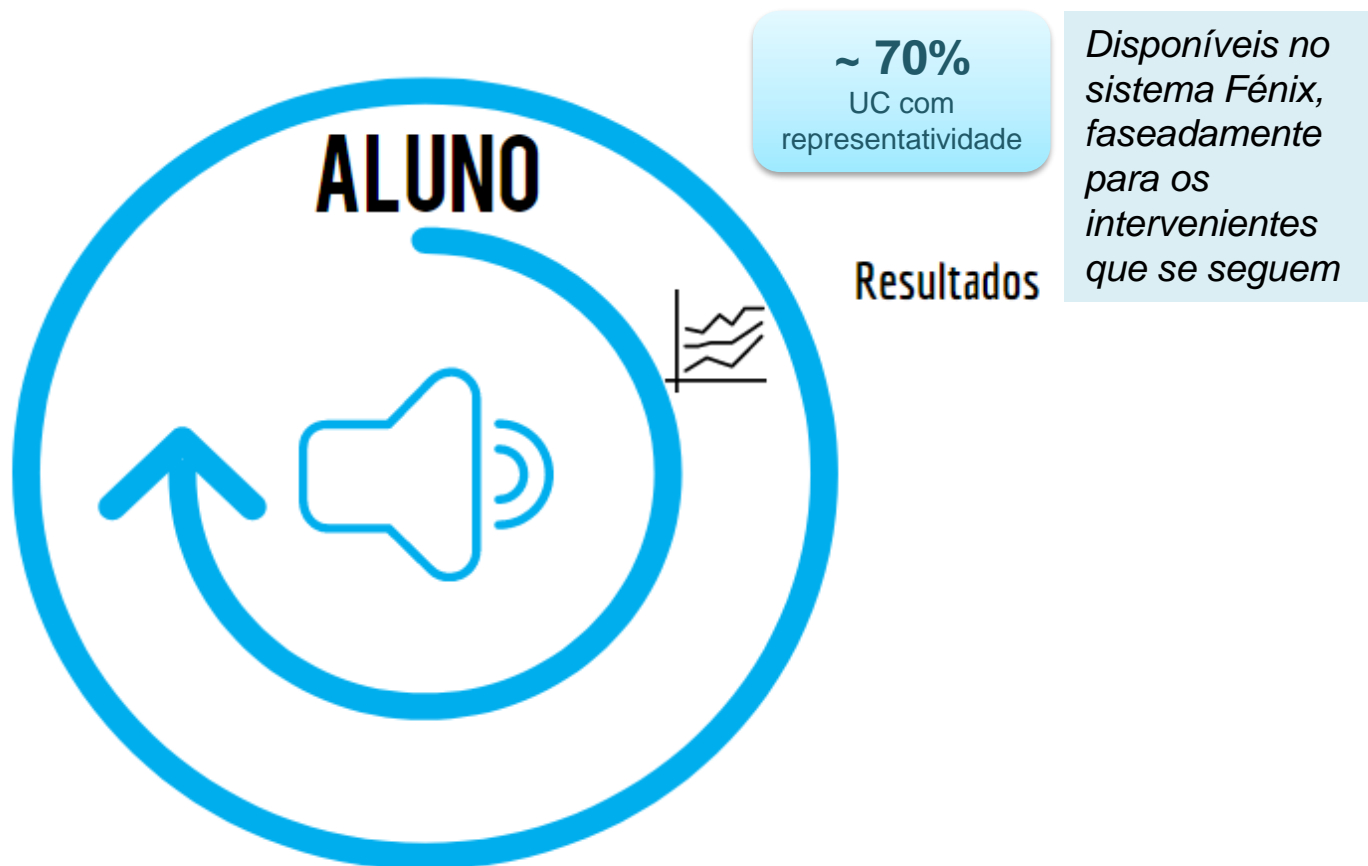 ALUNO
~ 70%
UC com
representatividade
Disponíveis no
sistema Fénix,
faseadamente
para os
intervenientes
que se seguem
Resultados